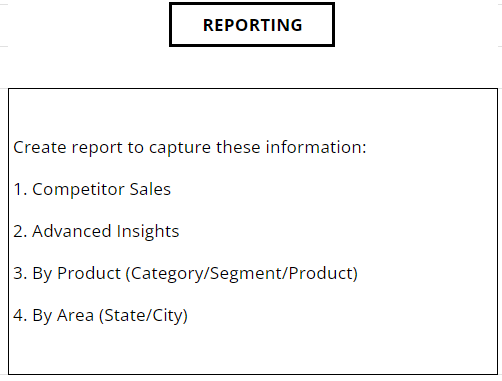 REPORTING
Create report to capture these information:
1. Competitor Sales
2. Advanced Insights
3. By Product (Category/Segment/Product)
4. By Area (State/City)